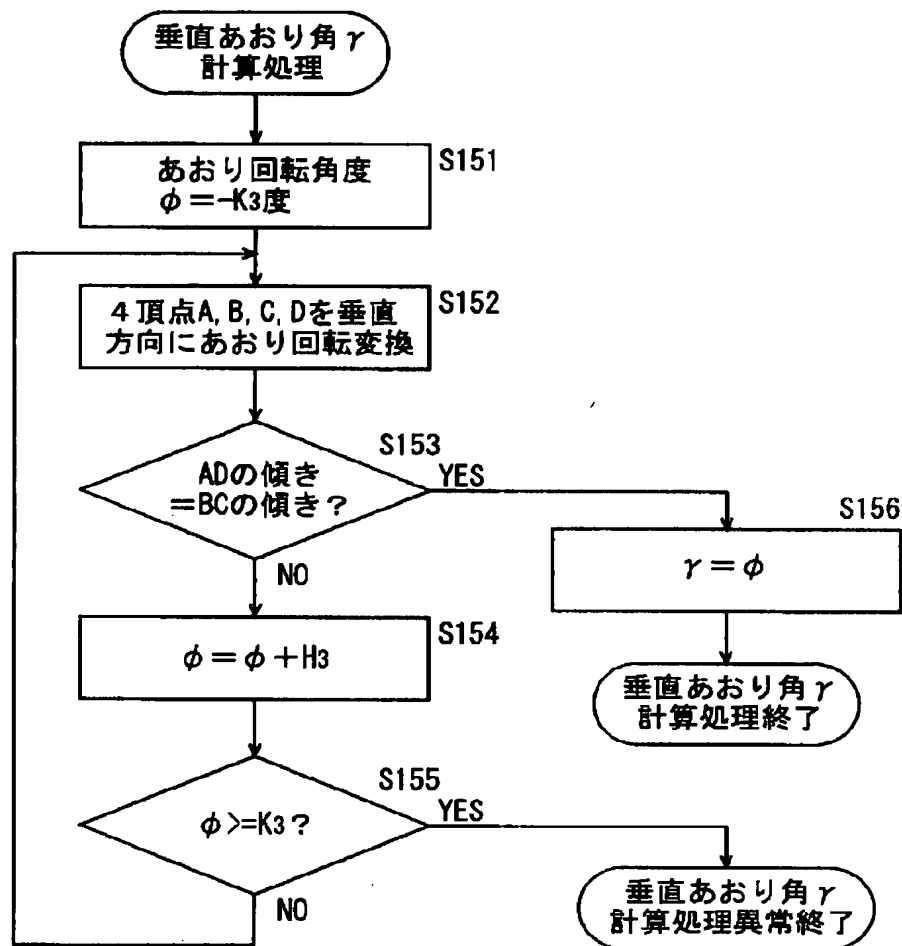 垂直あおり角γ
計算処理
S151
あおり回転角度
φ=-K3度
S152
4頂点A,B,C,Dを垂直
方向にあおり回転変換
S153
ADの傾き
=BCの傾き?
YES
NO
S156
γ=φ
S154
φ=φ+H3
垂直あおり角γ
計算処理終了
S155
φ>=K3?
YES
NO
垂直あおり角γ
計算処理異常終了